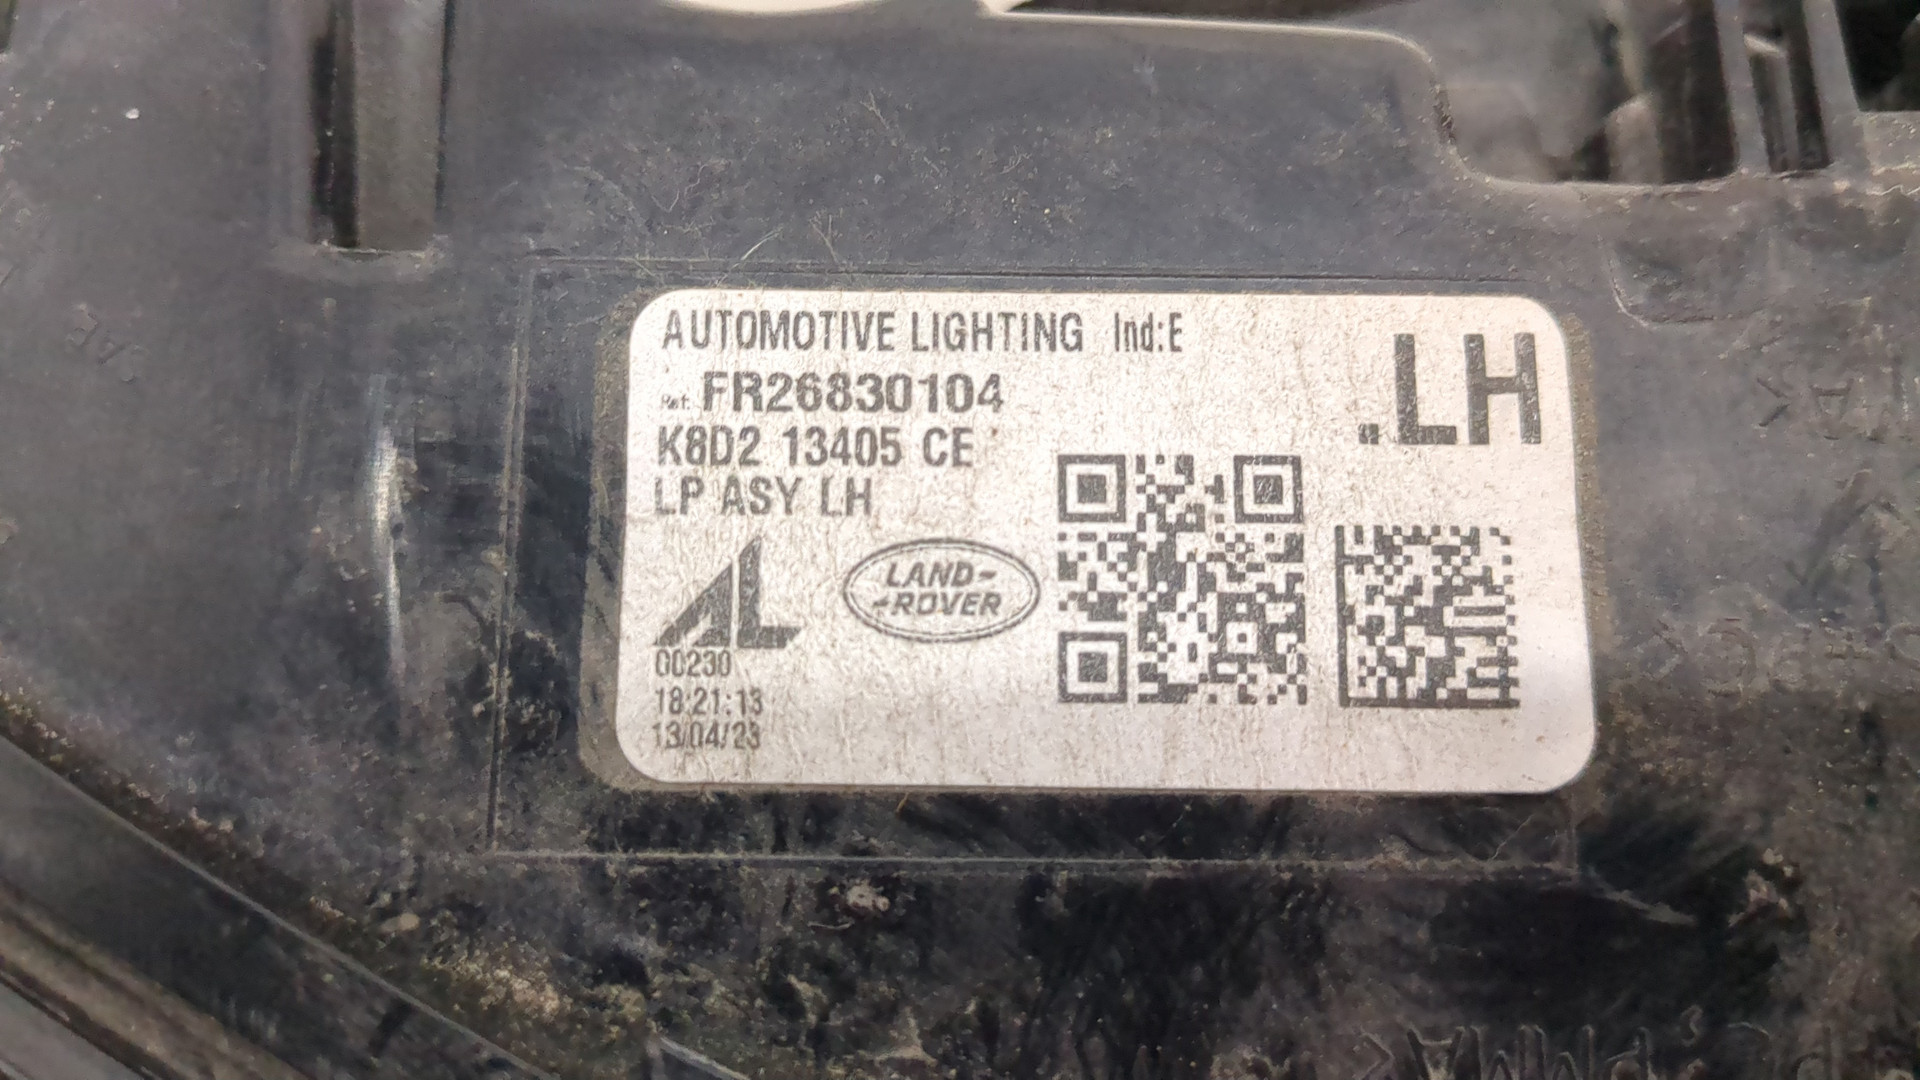 AUTOMOTIVE LIGHTING Ind:E
.LH
Ref: FR26830104
K8D2 13405 CE
LP ASY LH
AL
LAND-
-ROVER
00230
18:21:13
13/04/23